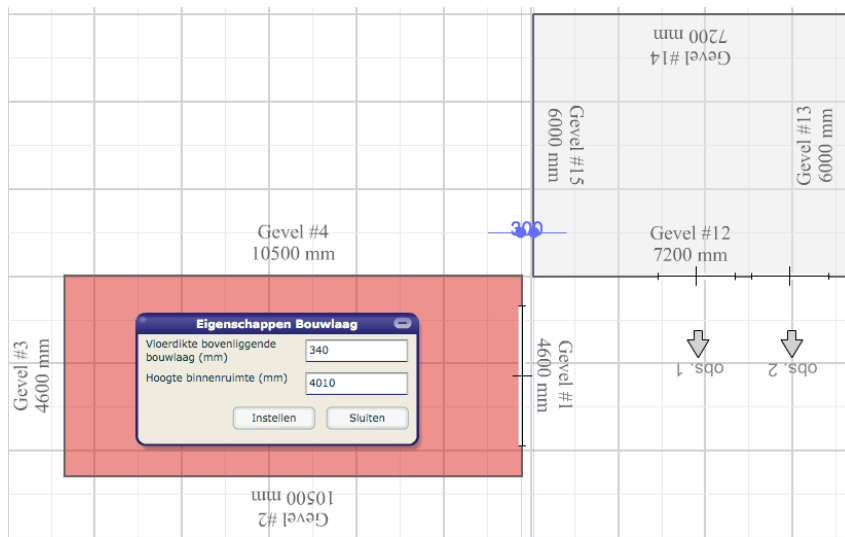 7200 mm
Gevel #14
Gevel #15
6000 mm
Gevel #13
6000 mm
Gevel #4
10500 mm
300
Gevel #12
7200 mm
Gevel #3
4600 mm
Eigenschappen Bouwlaag
Vloerdikte bovenliggende
bouwlaag (mm)
340
Hoogte binnenruimte (mm)
4010
Instellen
Sluiten
Gevel #1
4600 mm
obs. 1
obs. 2
10500 mm
Gevel #2